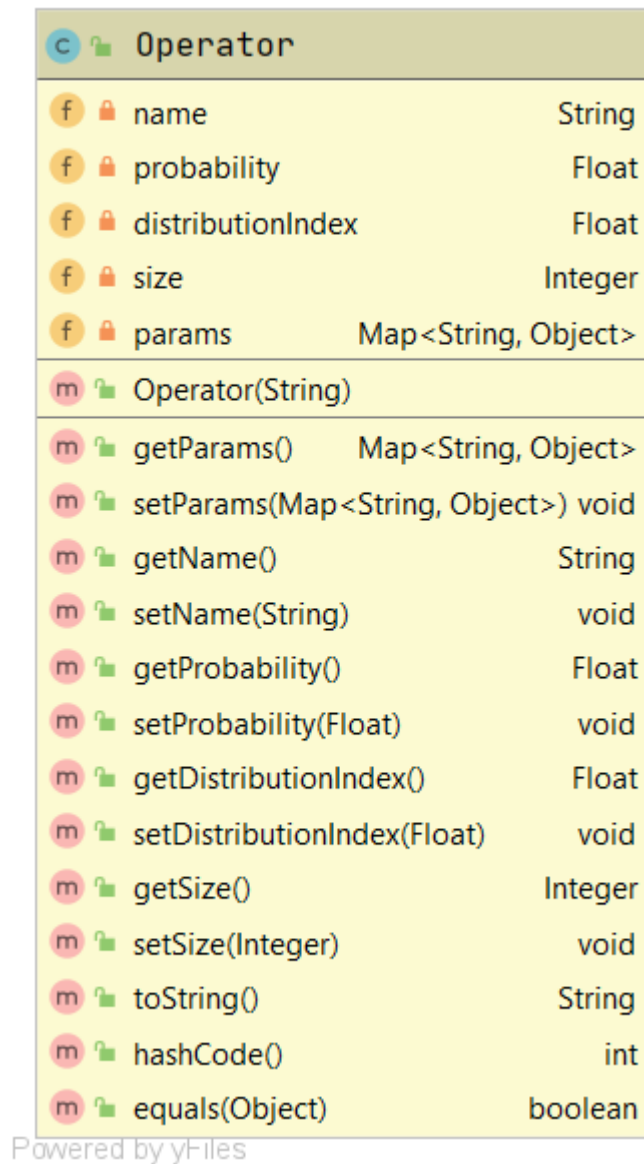 C Operator
f name String
f probability Float
f distributionIndex Float
f size Integer
f params Map<String, Object>
m Operator(String)
m getParams() Map<String, Object>
m setParams(Map<String, Object>) void
m getName() String
m setName(String) void
m getProbability() Float
m setProbability(Float) void
m getDistributionIndex() Float
m setDistributionIndex(Float) void
m getSize() Integer
m setSize(Integer) void
m toString() String
m hashCode() int
m equals(Object) boolean
Powered by yFiles